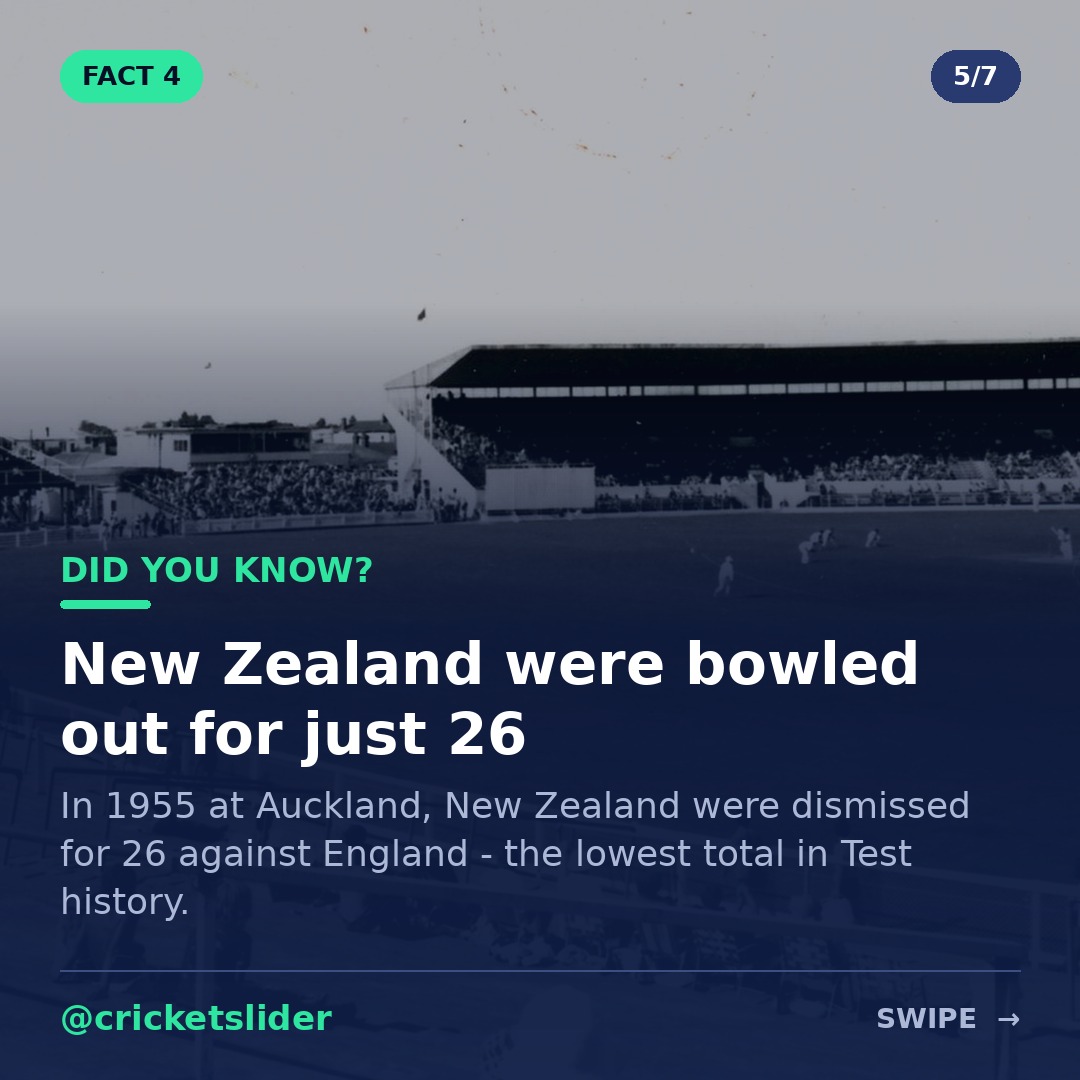 FACT 4
5/7
DID YOU KNOW?
New Zealand were bowled
out for just 26
In 1955 at Auckland, New Zealand were dismissed
for 26 against England - the lowest total in Test
history.
@cricketslider
SWIPE →